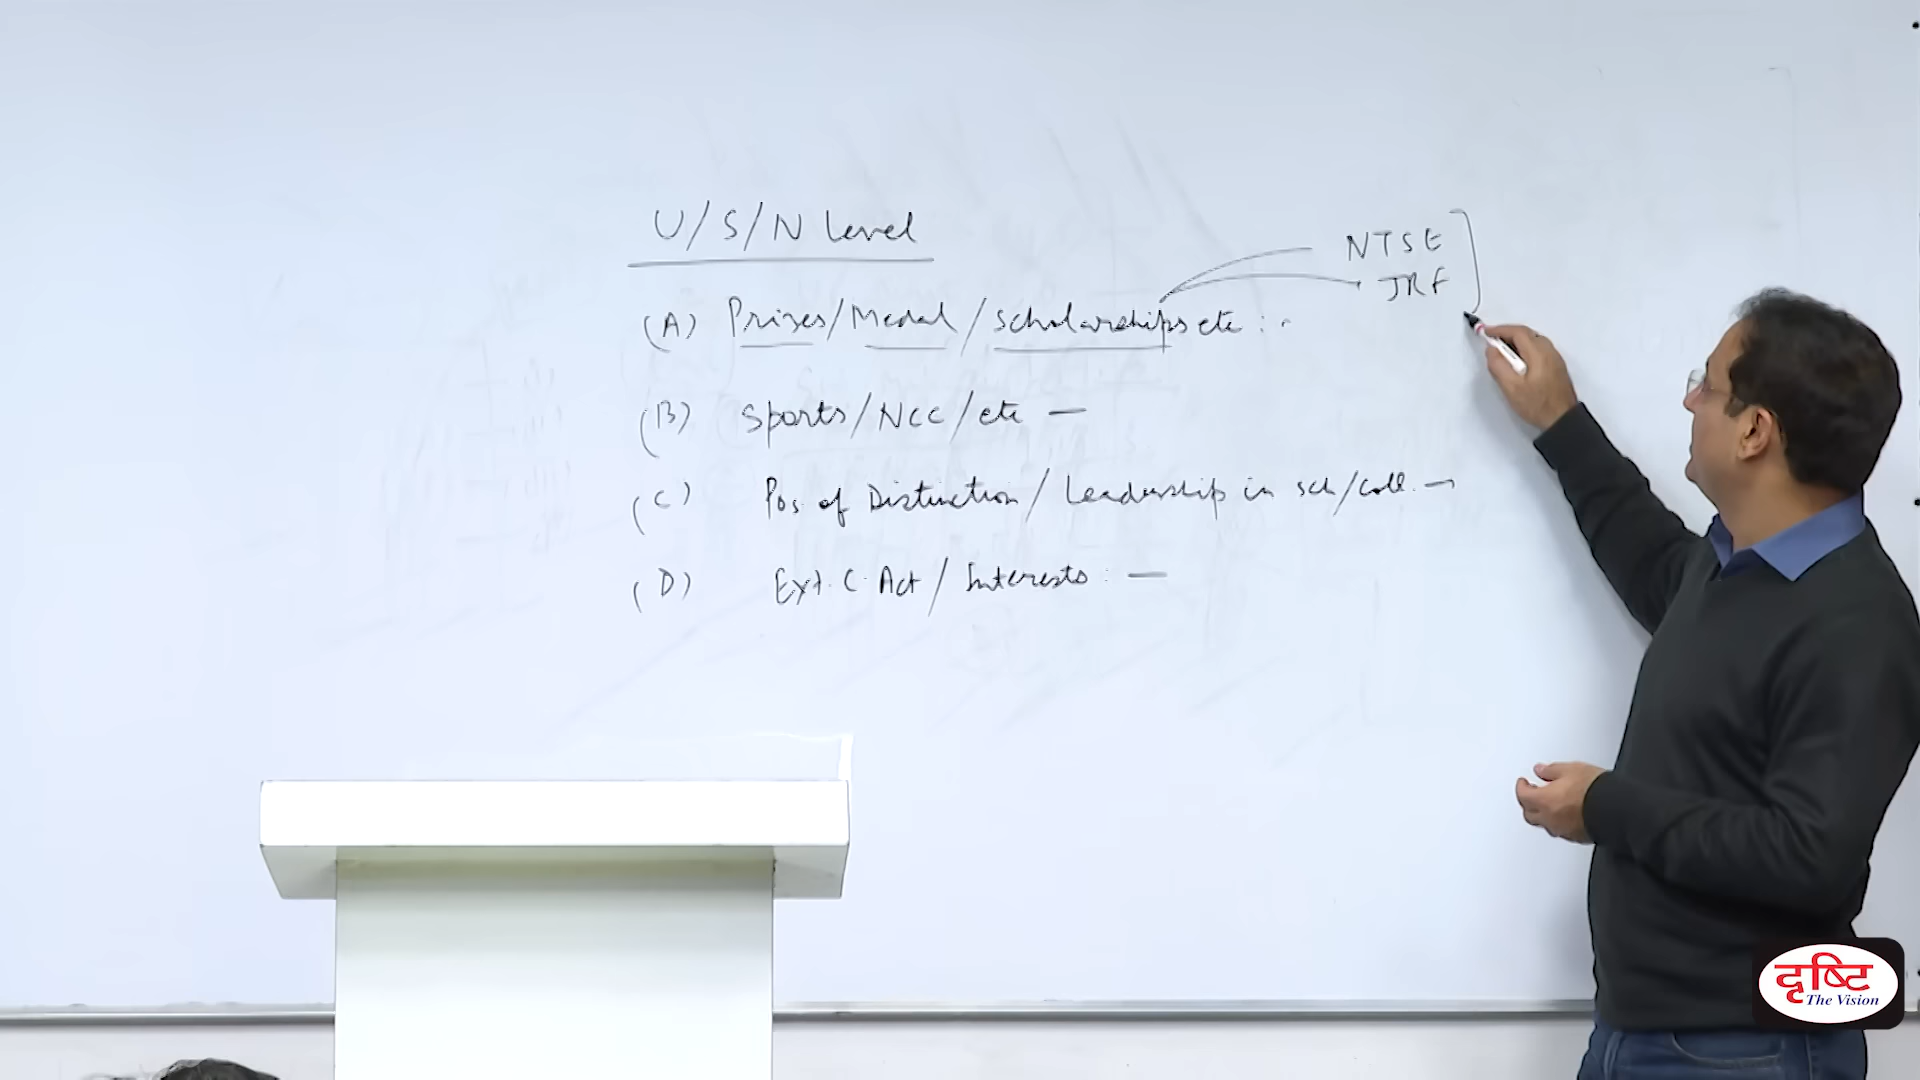 U/S/N Level
NTSE
JRF
(A) Prizes/Medal/Scholarships etc :-
(B) Sports/NCC/etc —
(C) Pos. of Distinction/Leadership in sch/coll. —
(D) Ext. C. Act/Interests : —
दृष्टि
The Vision